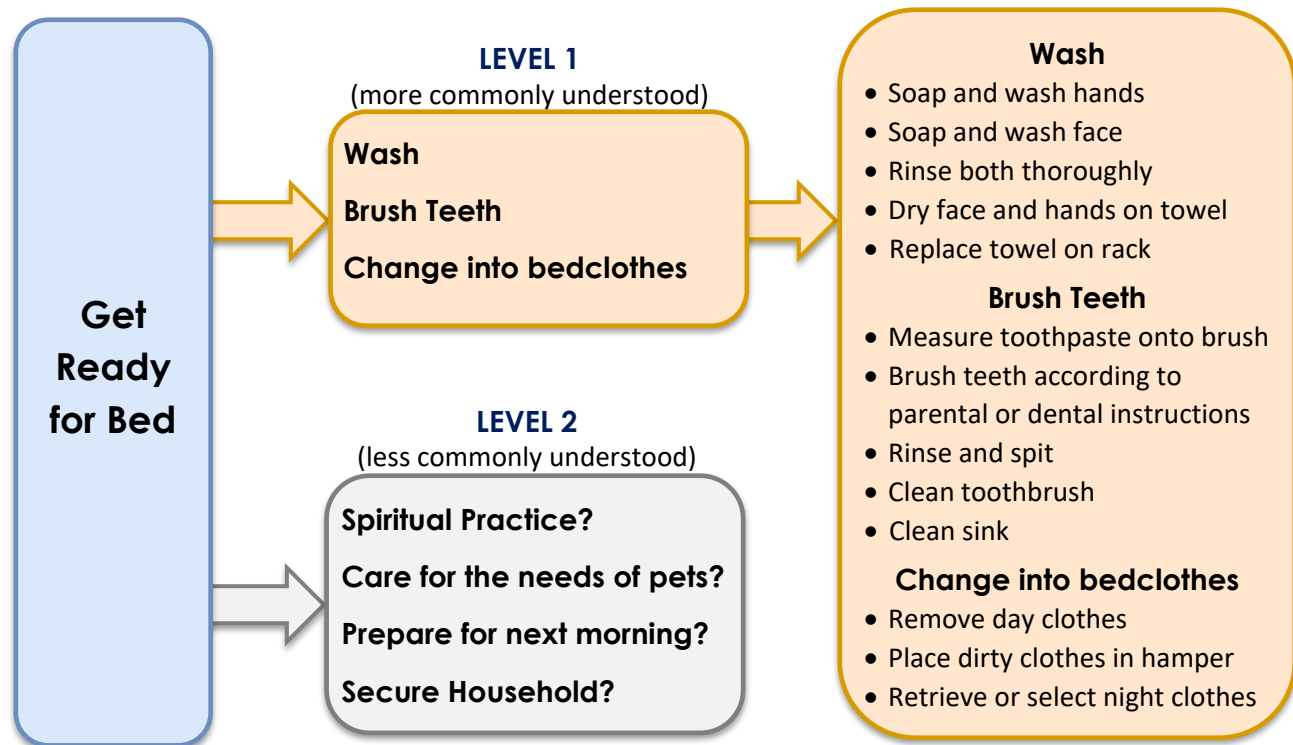 Get
Ready
for Bed
LEVEL 1
(more commonly understood)
Wash
Brush Teeth
Change into bedclothes
LEVEL 2
(less commonly understood)
Spiritual Practice?
Care for the needs of pets?
Prepare for next morning?
Secure Household?
Wash
• Soap and wash hands
• Soap and wash face
• Rinse both thoroughly
• Dry face and hands on towel
• Replace towel on rack
Brush Teeth
• Measure toothpaste onto brush
• Brush teeth according to
parental or dental instructions
• Rinse and spit
• Clean toothbrush
• Clean sink
Change into bedclothes
• Remove day clothes
• Place dirty clothes in hamper
• Retrieve or select night clothes